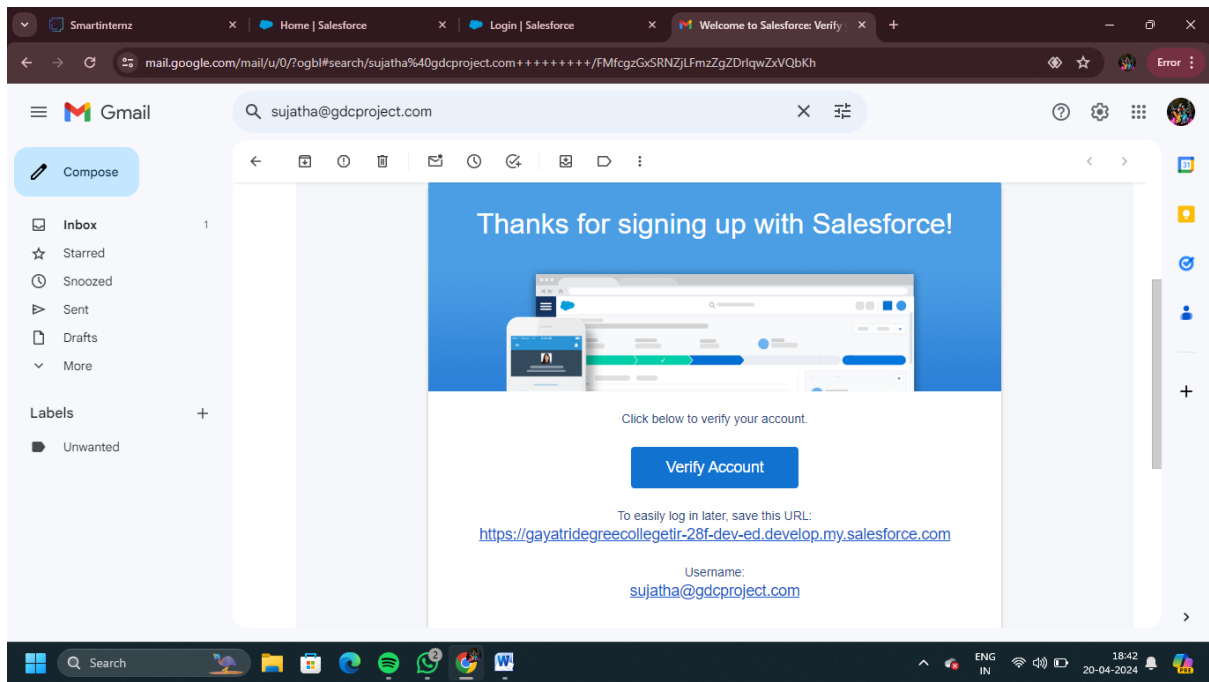 Smartinternz
Home | Salesforce
Login | Salesforce
Welcome to Salesforce: Verify
mail.google.com/mail/u/0/?ogbl#search/sujatha%40gdcproject.com+++++++++/FMfcgzGxSRNZjLFmzZgZDrlqwZxVQbKh
Error
Gmail
sujatha@gdcproject.com
Compose
Inbox 1
Starred
Snoozed
Sent
Drafts
More
Labels
Unwanted
31
Thanks for signing up with Salesforce!
Click below to verify your account.
Verify Account
To easily log in later, save this URL:
https://gayatridegreecollegetir-28f-dev-ed.develop.my.salesforce.com
Username:
sujatha@gdcproject.com
Search
2
W
ENG
IN
18:42
20-04-2024
PRE